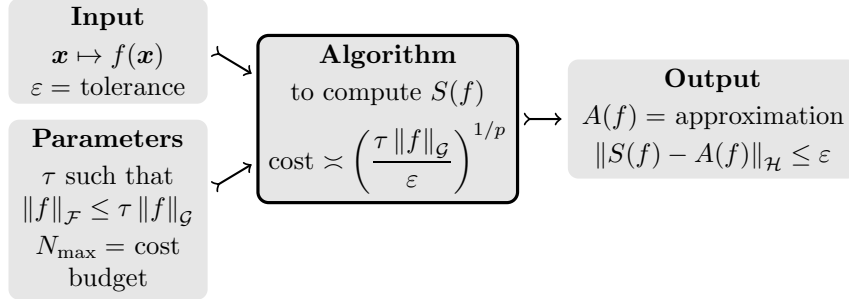 Input
𝒙 ↦ f(𝒙)
ε = tolerance
Parameters
τ such that
‖f‖_𝓕 ≤ τ ‖f‖_𝓖
N_max = cost
budget
Algorithm
to compute S(f)
cost ≍ (τ ‖f‖_𝓖 / ε)^{1/p}
Output
A(f) = approximation
‖S(f) − A(f)‖_𝓗 ≤ ε